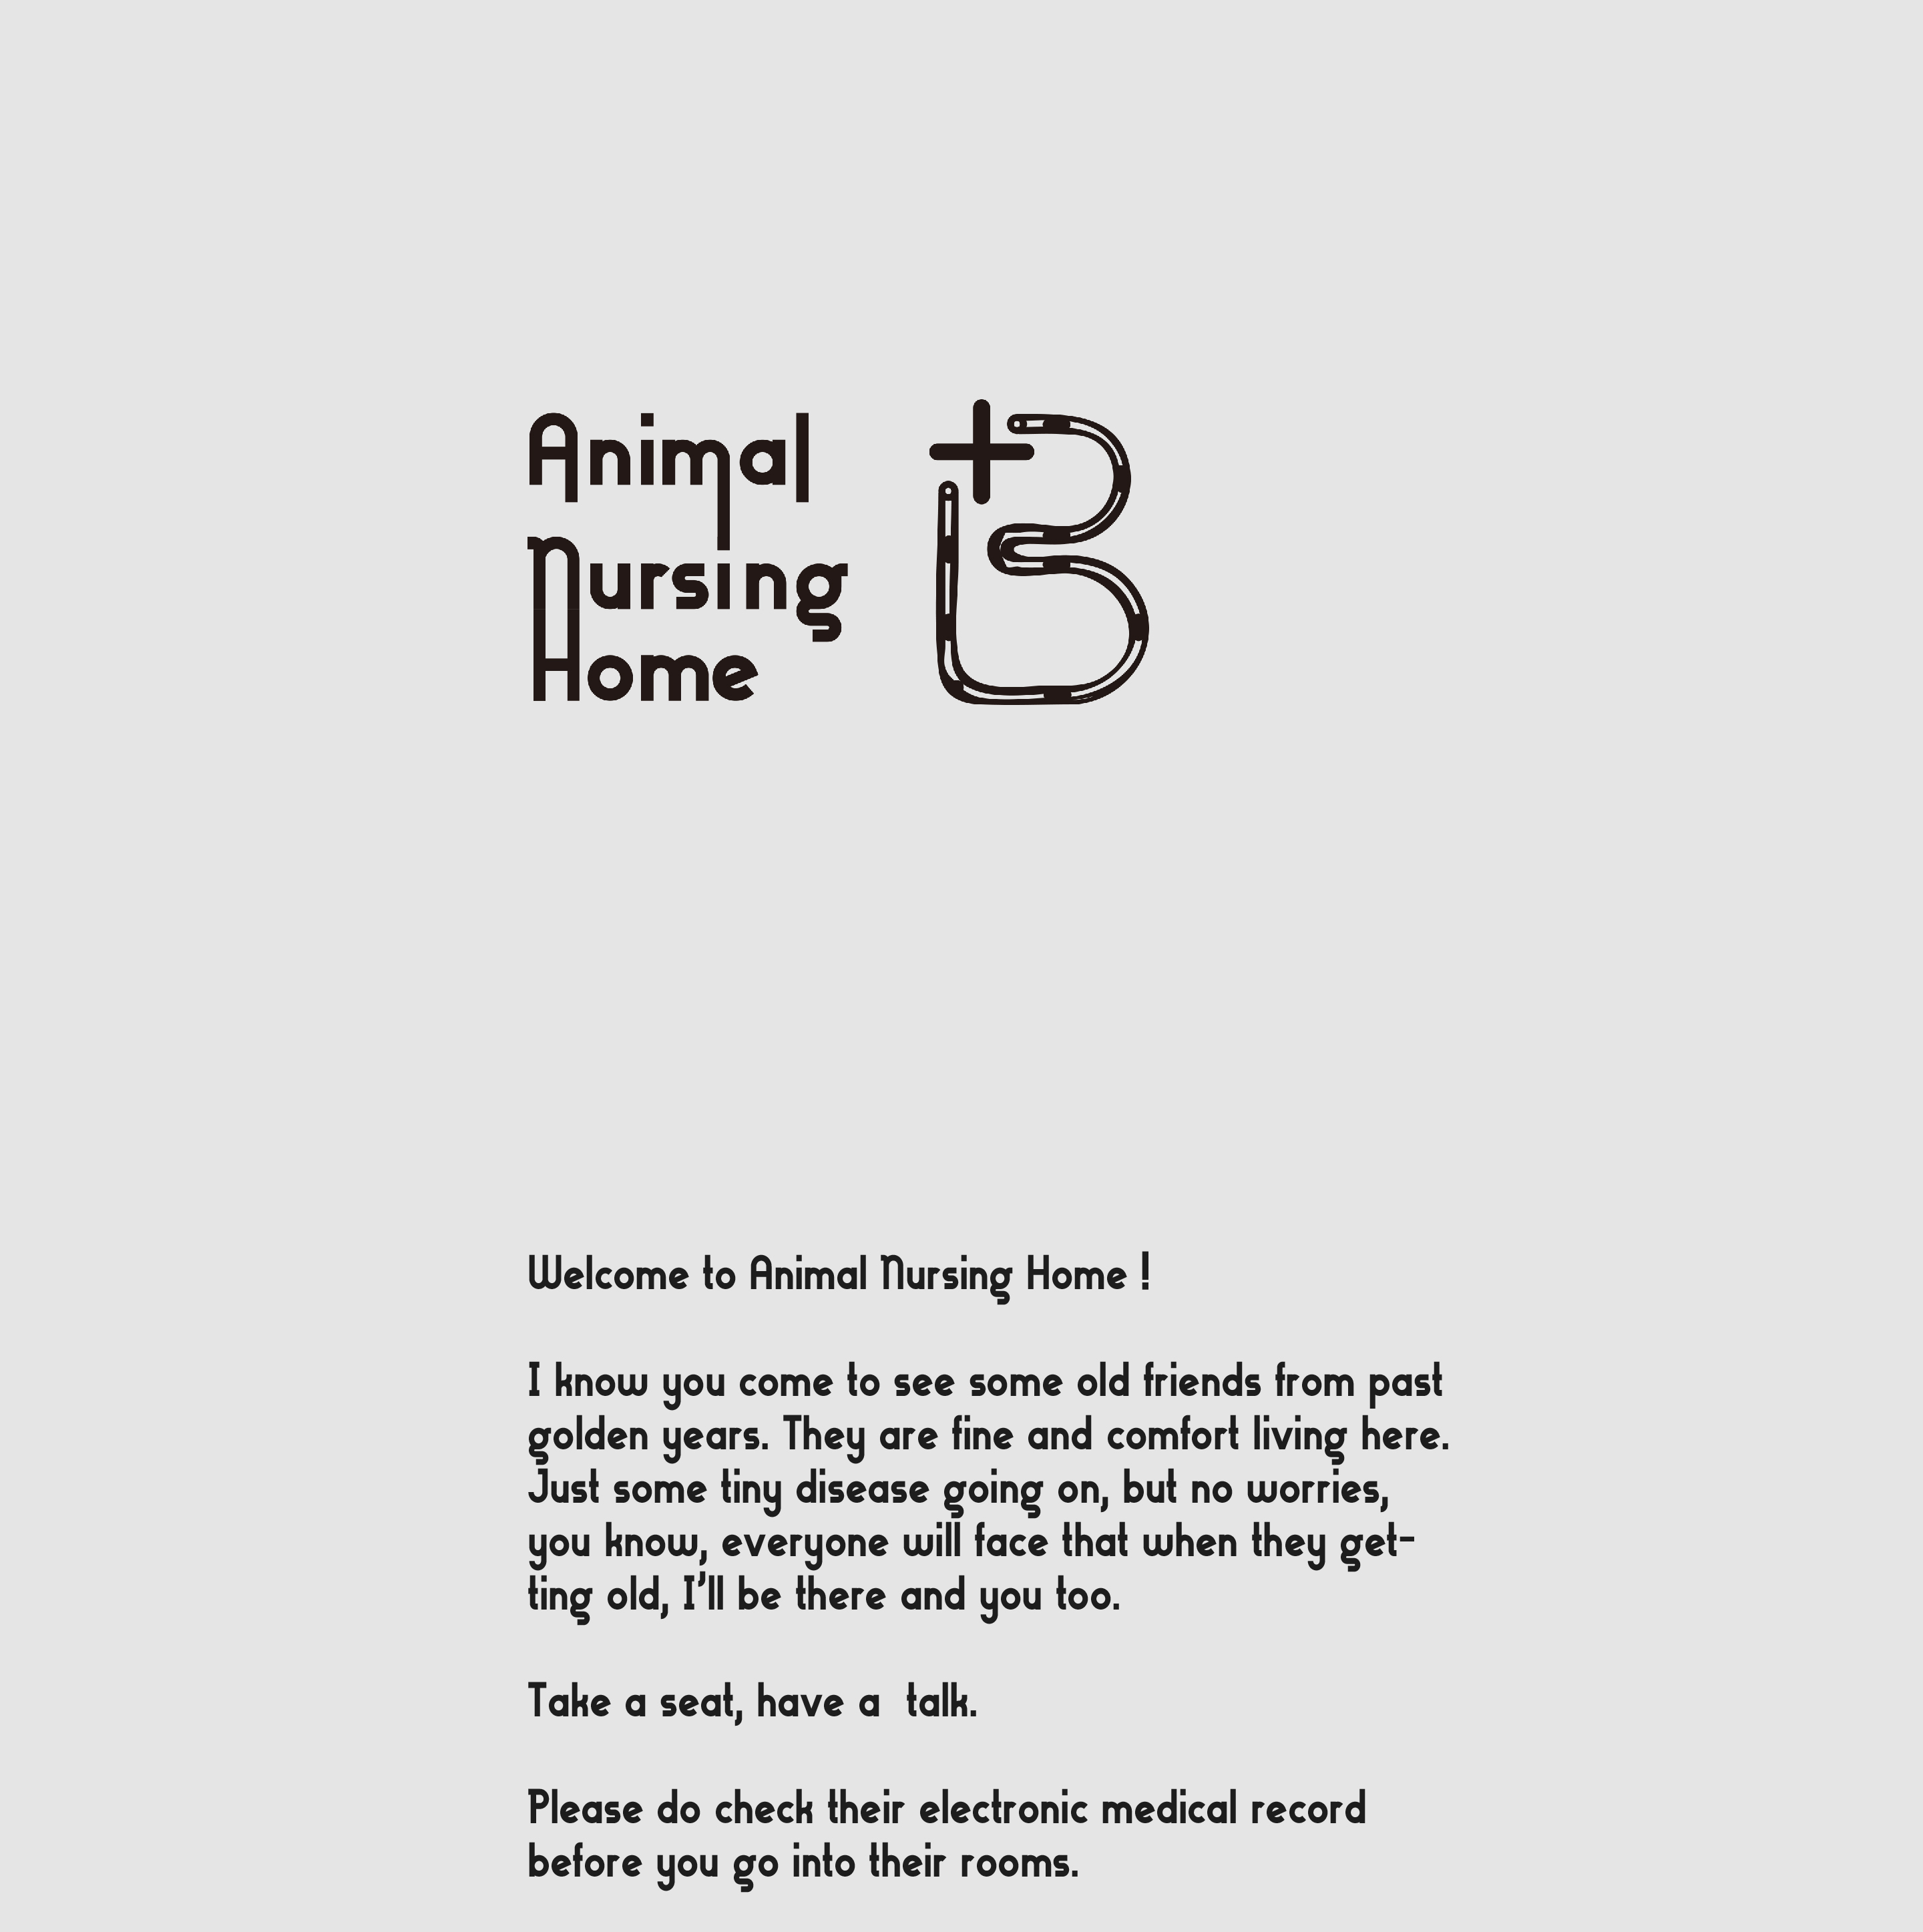 Animal
Nursing
Home
B
Welcome to Animal Nursing Home !
I know you come to see some old friends from past
golden years. They are fine and comfort living here.
Just some tiny disease going on, but no worries,
you know, everyone will face that when they get-
ting old, I'll be there and you too.
Take a seat, have a  talk.
Please do check their electronic medical record
before you go into their rooms.